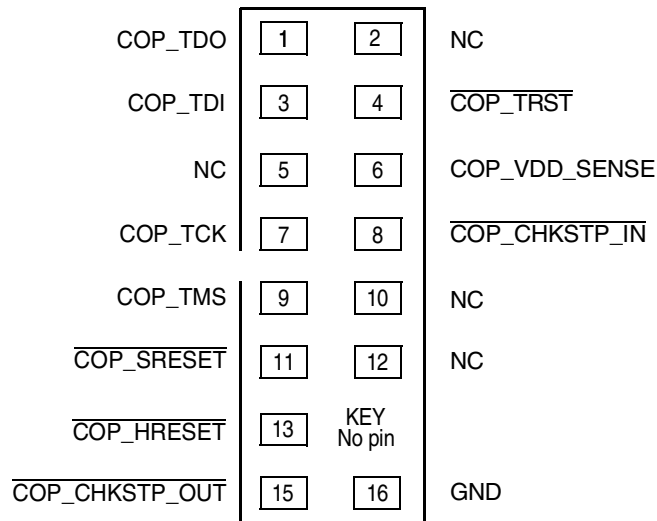 COP_TDO 1 2 NC
COP_TDI 3 4 COP_TRST
NC 5 6 COP_VDD_SENSE
COP_TCK 7 8 COP_CHKSTP_IN
COP_TMS 9 10 NC
COP_SRESET 11 12 NC
COP_HRESET 13 KEY
No pin
COP_CHKSTP_OUT 15 16 GND